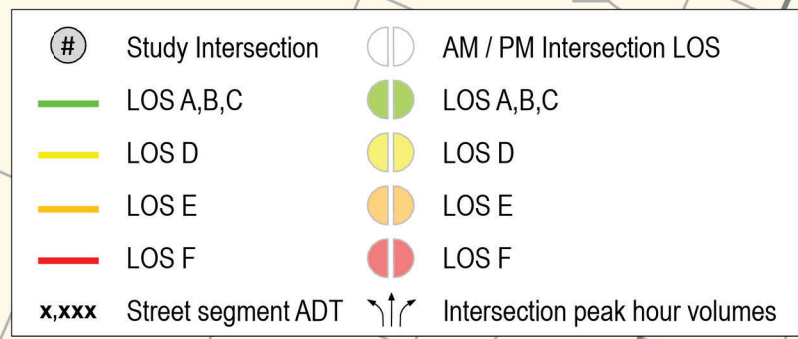 # Study Intersection AM / PM Intersection LOS
LOS A,B,C LOS A,B,C
LOS D LOS D
LOS E LOS E
LOS F LOS F
x,xxx Street segment ADT Intersection peak hour volumes